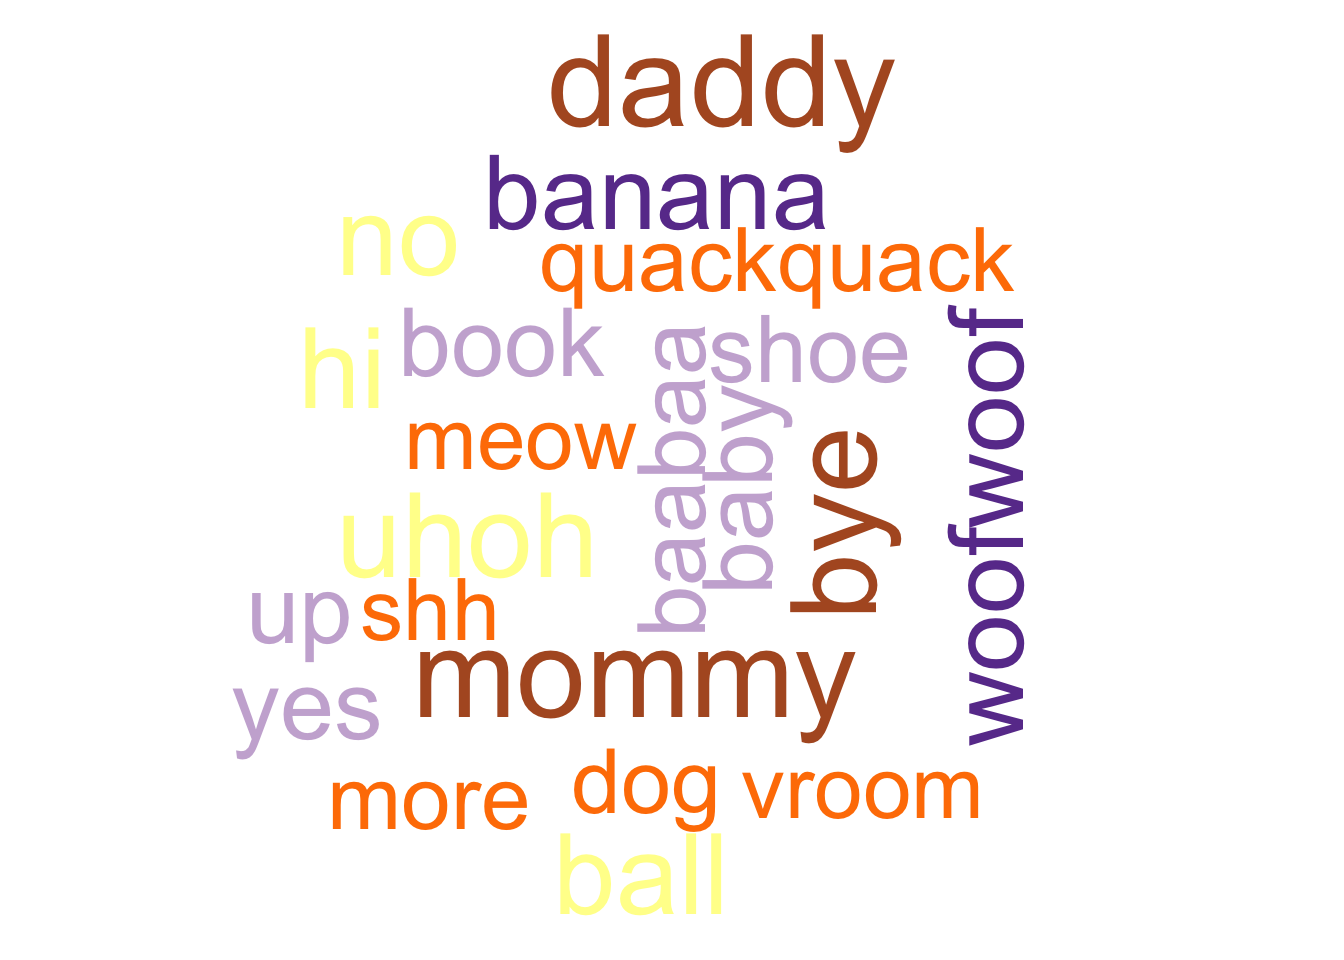 daddy
banana
no
quackquack
hi
book
shoe
baabaa
baby
woofwoof
meow
bye
uhoh
up
shh
mommy
yes
more
dog
vroom
ball